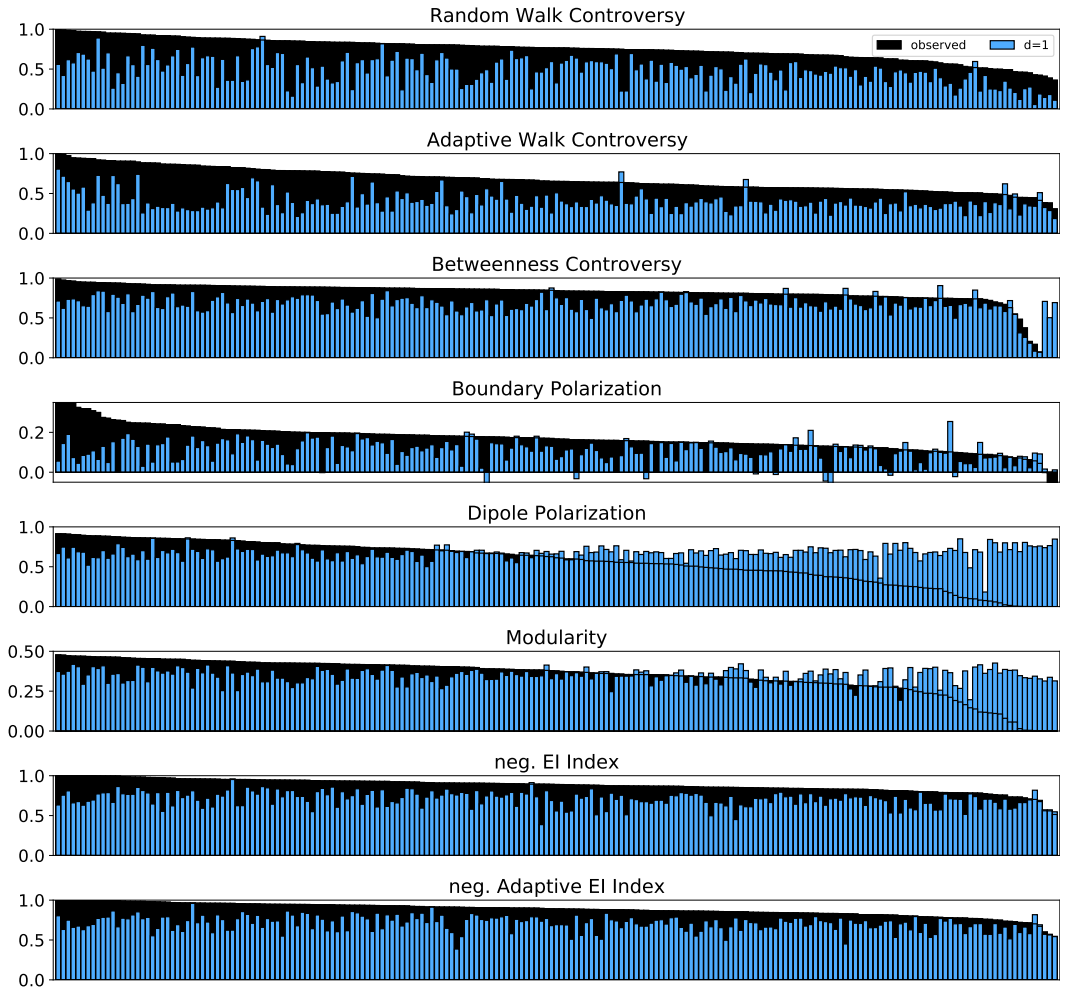 Random Walk Controversy
1.0
0.5
0.0
observed d=1
Adaptive Walk Controversy
1.0
0.5
0.0
Betweenness Controversy
1.0
0.5
0.0
Boundary Polarization
0.2
0.0
Dipole Polarization
1.0
0.5
0.0
Modularity
0.50
0.25
0.00
neg. EI Index
1.0
0.5
0.0
neg. Adaptive EI Index
1.0
0.5
0.0